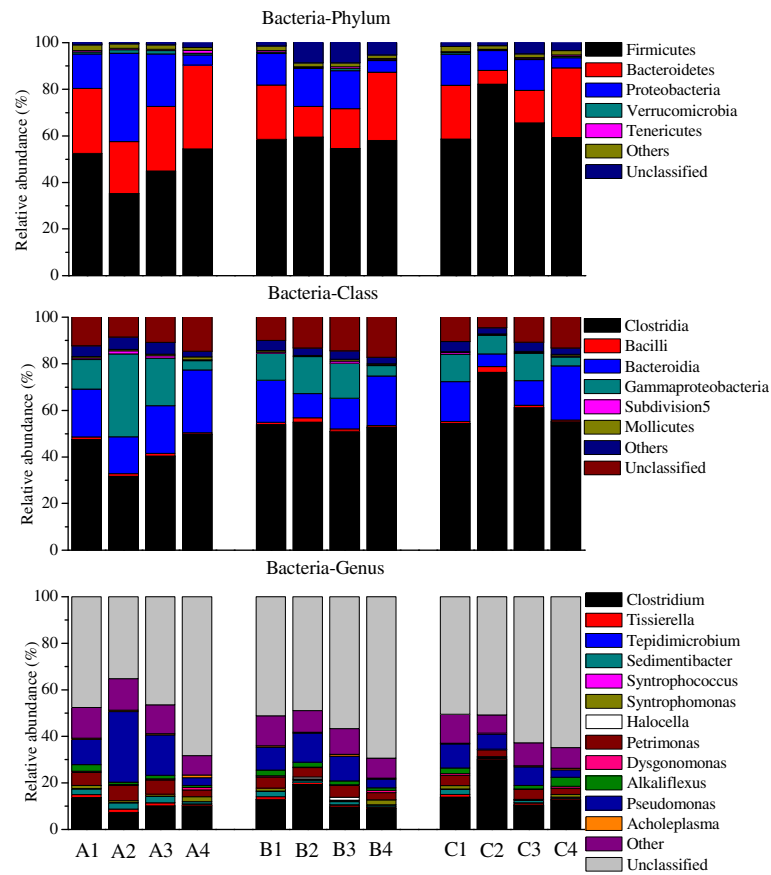 Bacteria-Phylum
Relative abundance (%)
100
80
60
40
20
0
Firmicutes
Bacteroidetes
Proteobacteria
Verrucomicrobia
Tenericutes
Others
Unclassified
Bacteria-Class
Relative abundance (%)
100
80
60
40
20
0
Clostridia
Bacilli
Bacteroidia
Gammaproteobacteria
Subdivision5
Mollicutes
Others
Unclassified
Bacteria-Genus
Relative abundance (%)
100
80
60
40
20
0
Clostridium
Tissierella
Tepidimicrobium
Sedimentibacter
Syntrophococcus
Syntrophomonas
Halocella
Petrimonas
Dysgonomonas
Alkaliflexus
Pseudomonas
Acholeplasma
Other
Unclassified
A1 A2 A3 A4 B1 B2 B3 B4 C1 C2 C3 C4